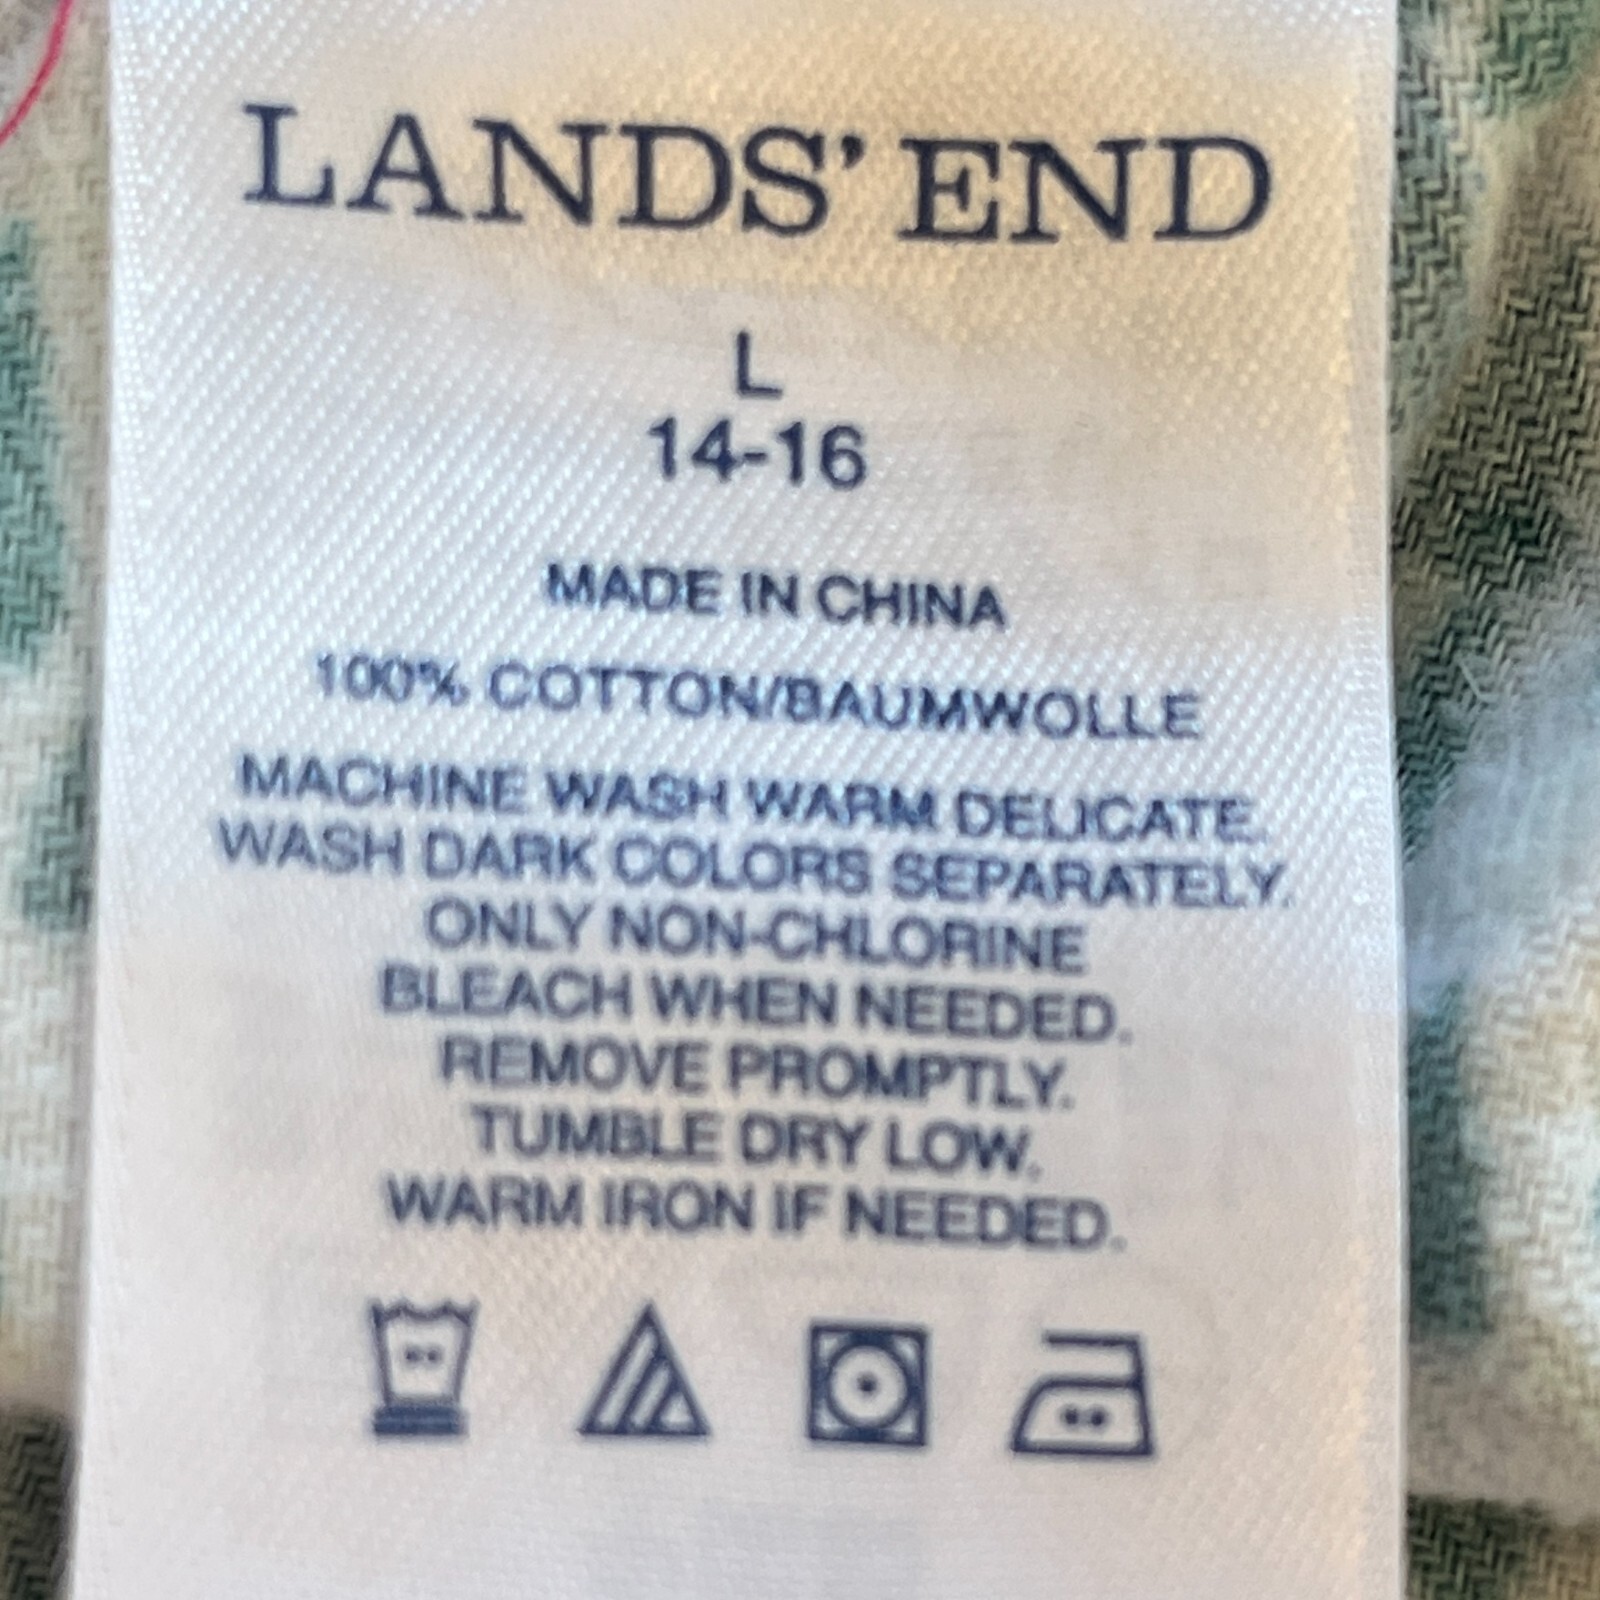 LANDS' END
L
14-16
MADE IN CHINA
100% COTTON/BAUMWOLLE
MACHINE WASH WARM DELICATE.
WASH DARK COLORS SEPARATELY.
ONLY NON-CHLORINE
BLEACH WHEN NEEDED.
REMOVE PROMPTLY.
TUMBLE DRY LOW.
WARM IRON IF NEEDED.